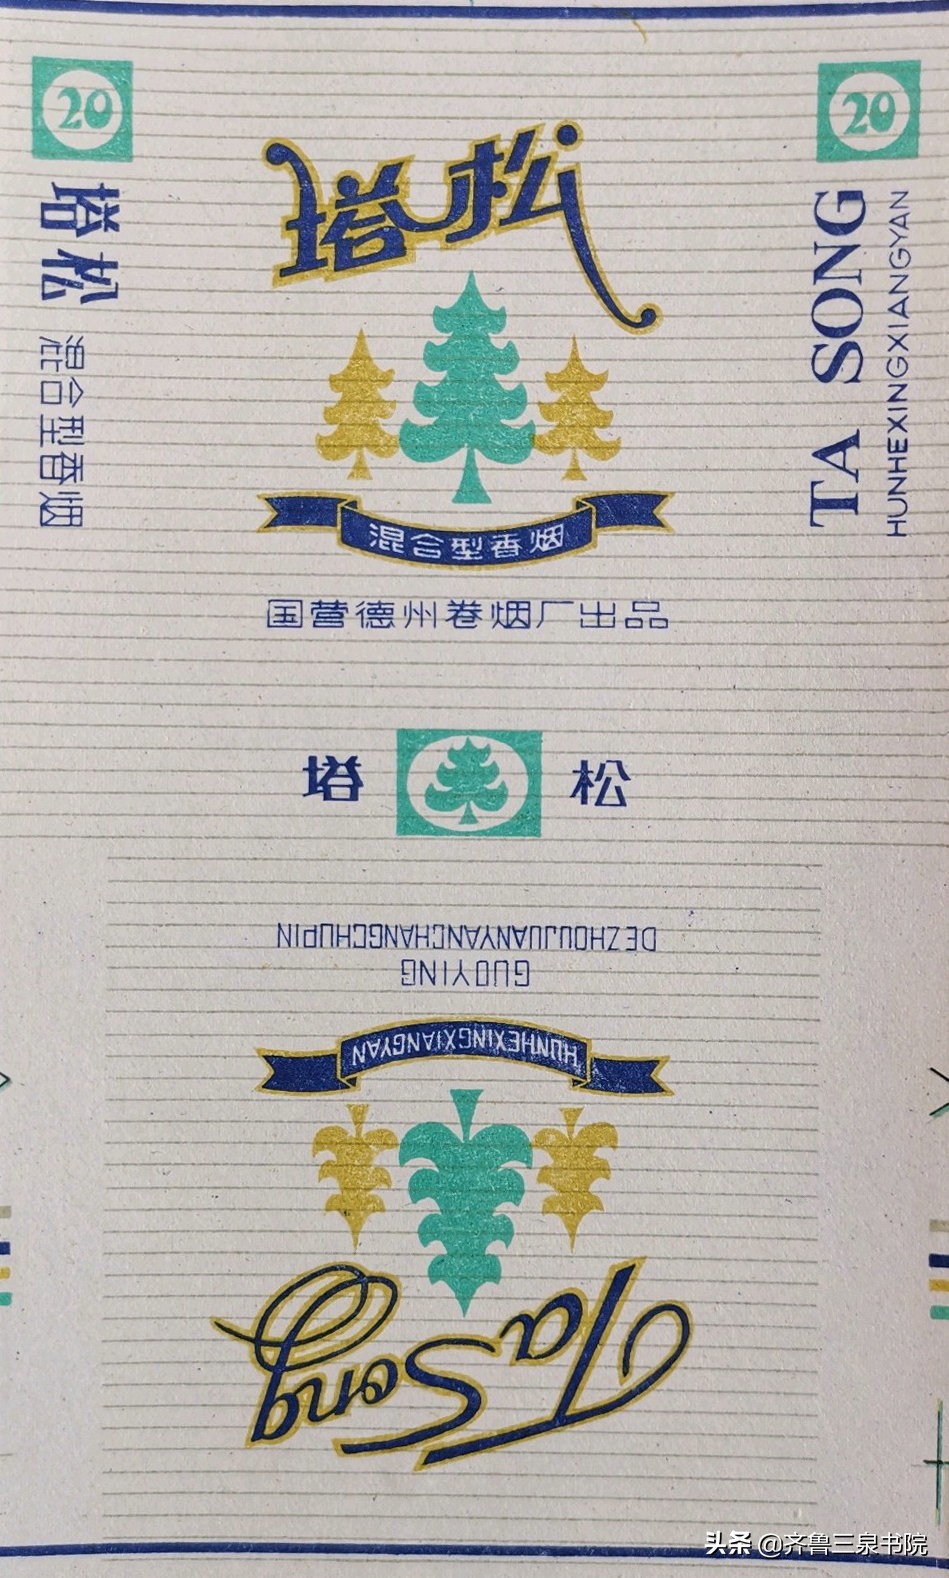 20
塔松
混合型香烟
塔松
混合型香烟
国营德州卷烟厂出品
20
TA SONG
HUNHEXINGXIANGYAN
塔 松
DEZHOUJUANYANCHANGCHUPIN
GUOYING
HUNHEXINGXIANGYAN
Ta Song
头条 @齐鲁三泉书院